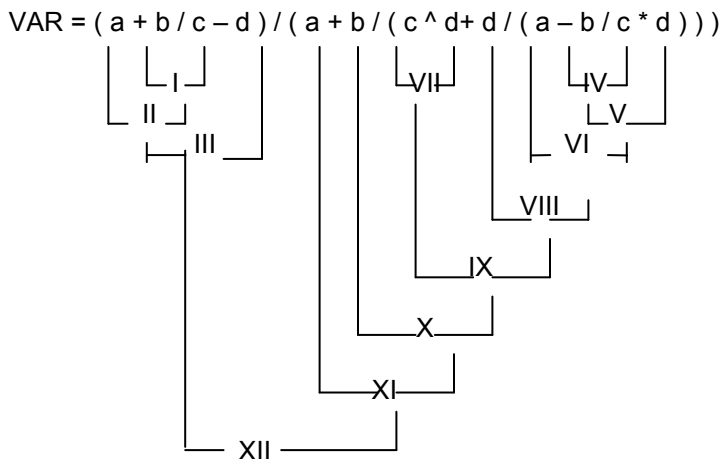 VAR = ( a + b / c – d ) / ( a + b / ( c ^ d+ d / ( a – b / c * d ) ) )
I VII IV
II V
III VI
VIII
IX
X
XI
XII